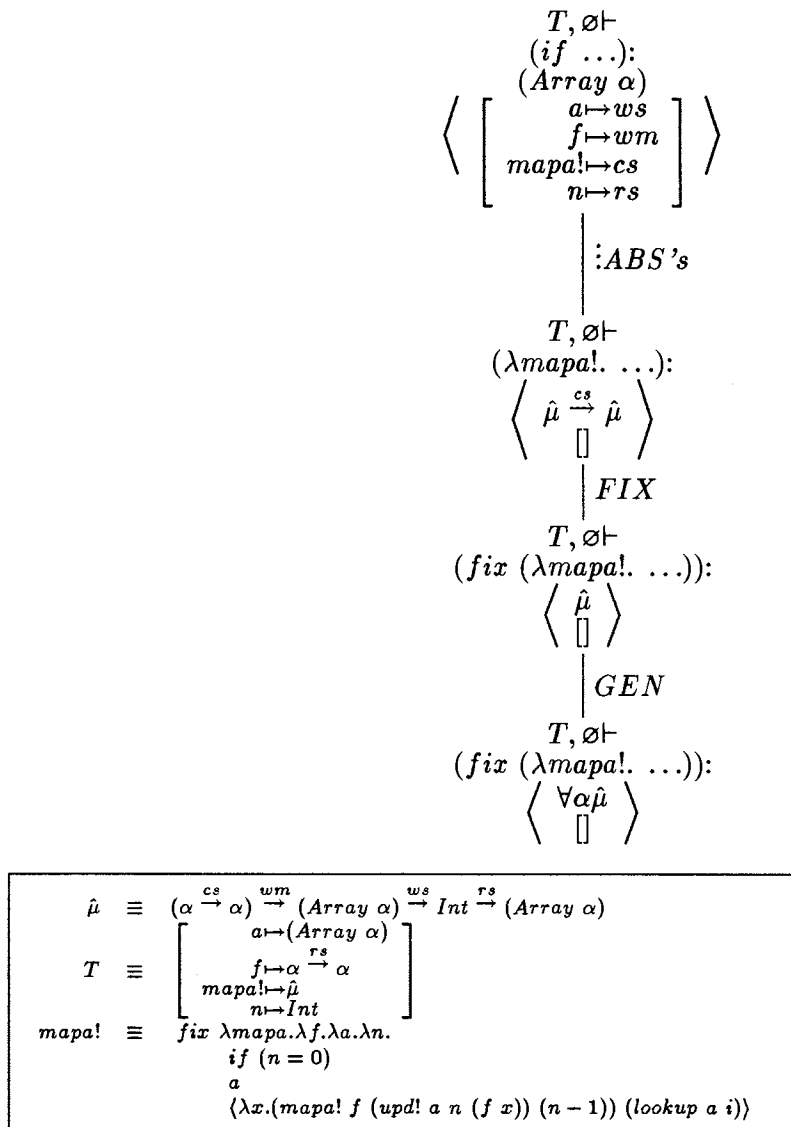 T, ∅⊢
(if ...):
(Array α)
a↦ws
f↦wm
mapa!↦cs
n↦rs
⋮ABS's
T, ∅⊢
(λmapa!. ...):
⟨ μ̂ →^{cs} μ̂ ⟩
[]
FIX
T, ∅⊢
(fix (λmapa!. ...)):
⟨ μ̂ ⟩
[]
GEN
T, ∅⊢
(fix (λmapa!. ...)):
⟨ ∀αμ̂ ⟩
[]
μ̂ ≡ (α →^{cs} α) →^{wm} (Array α) →^{ws} Int →^{rs} (Array α)
a↦(Array α)
T ≡ f↦α →^{rs} α
mapa!↦μ̂
n↦Int
mapa! ≡ fix λmapa.λf.λa.λn.
if (n = 0)
a
⟨λx.(mapa! f (upd! a n (f x)) (n − 1)) (lookup a i)⟩